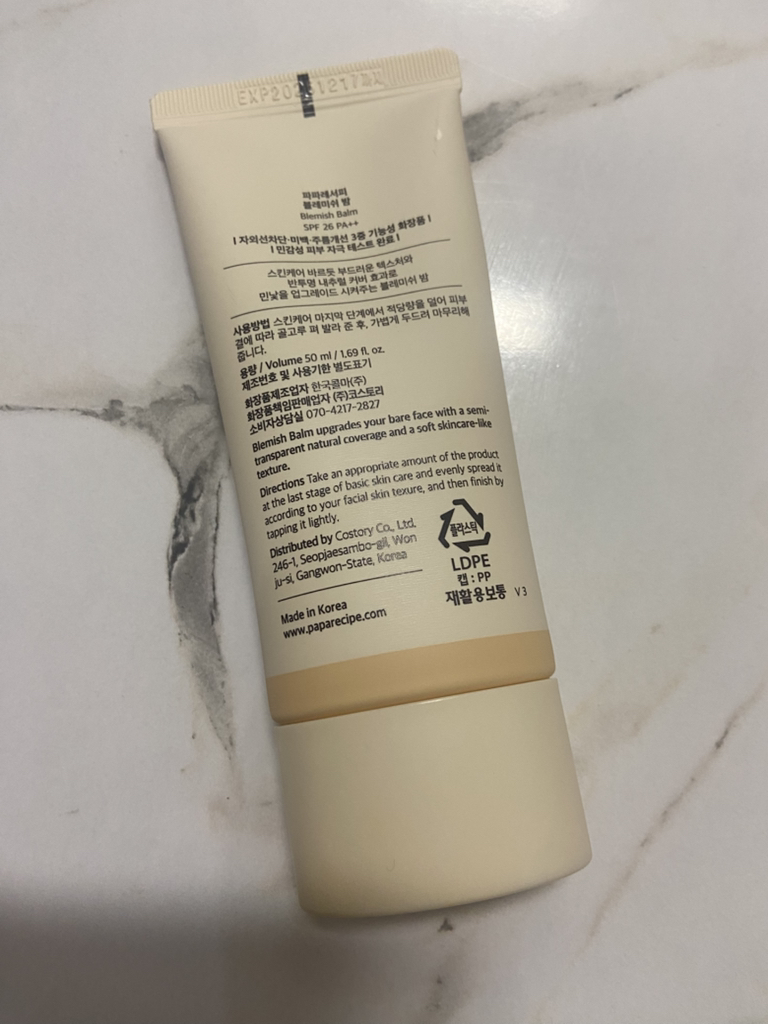 파파레서피
블레미쉬 밤
Blemish Balm
SPF 26 PA++
I 자외선차단·미백·주름개선 3중 기능성 화장품 I
I 민감성 피부 자극 테스트 완료 I
스킨케어 바르듯 부드러운 텍스처와
반투명 내추럴 커버 효과로
민낯을 업그레이드 시켜주는 블레미쉬 밤
사용방법 스킨케어 마지막 단계에서 적당량을 덜어 피부
결에 따라 골고루 펴 발라 준 후, 가볍게 두드려 마무리해
줍니다.
용량 / Volume 50 ml / 1.69 fl. oz.
제조번호 및 사용기한 별도표기
화장품제조업자 한국콜마(주)
화장품책임판매업자 (주)코스토리
소비자상담실 070-4217-2827
Blemish Balm upgrades your bare face with a semi-
transparent natural coverage and a soft skincare-like
texture.
Directions Take an appropriate amount of the product
at the last stage of basic skin care and evenly spread it
according to your facial skin texure, and then finish by
tapping it lightly.
Distributed by Costory Co., Ltd.
246-1, Seopjaesambo-gil, Won
ju-si, Gangwon-State, Korea
Made in Korea
www.paparecipe.com
플라스틱
LDPE
캡 : PP
재활용보통 V3